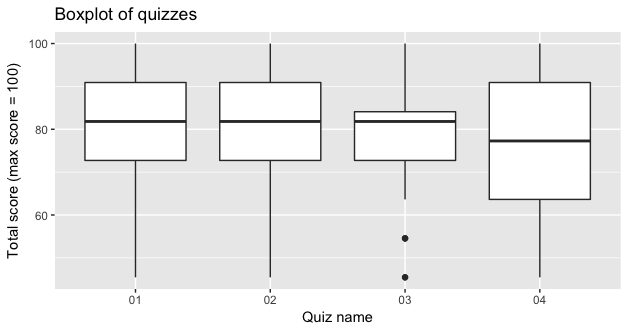 Boxplot of quizzes
Total score (max score = 100)
100
80
60
01 02 03 04
Quiz name